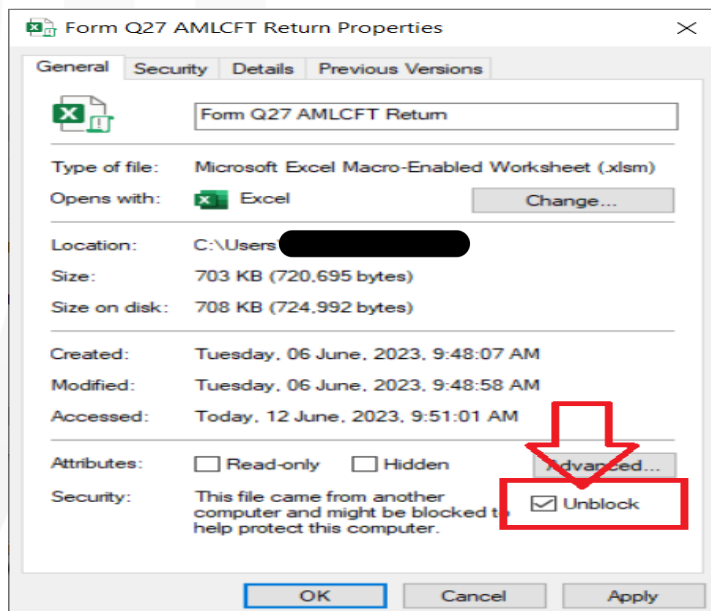 Form Q27 AMLCFT Return Properties
General Security Details Previous Versions
Form Q27 AMLCFT Return
Type of file: Microsoft Excel Macro-Enabled Worksheet (.xlsm)
Opens with: Excel Change...
Location: C:\Users
Size: 703 KB (720,695 bytes)
Size on disk: 708 KB (724,992 bytes)
Created: Tuesday, 06 June, 2023, 9:48:07 AM
Modified: Tuesday, 06 June, 2023, 9:48:58 AM
Accessed: Today, 12 June, 2023, 9:51:01 AM
Attributes: Read-only Hidden Advanced...
Security: This file came from another
computer and might be blocked to Unblock
help protect this computer.
OK Cancel Apply